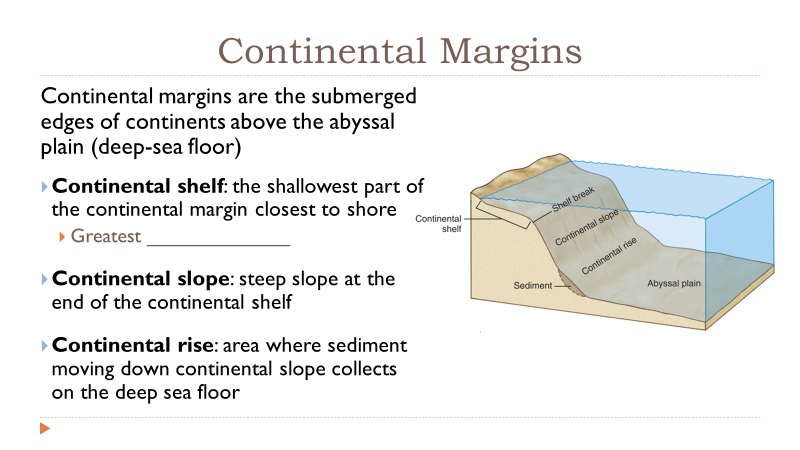 Continental Margins
Continental margins are the submerged
edges of continents above the abyssal
plain (deep-sea floor)
Continental shelf: the shallowest part of
the continental margin closest to shore
Greatest _______________
Continental slope: steep slope at the
end of the continental shelf
Continental rise: area where sediment
moving down continental slope collects
on the deep sea floor
Shelf break
Continental
shelf
Continental slope
Continental rise
Sediment
Abyssal plain